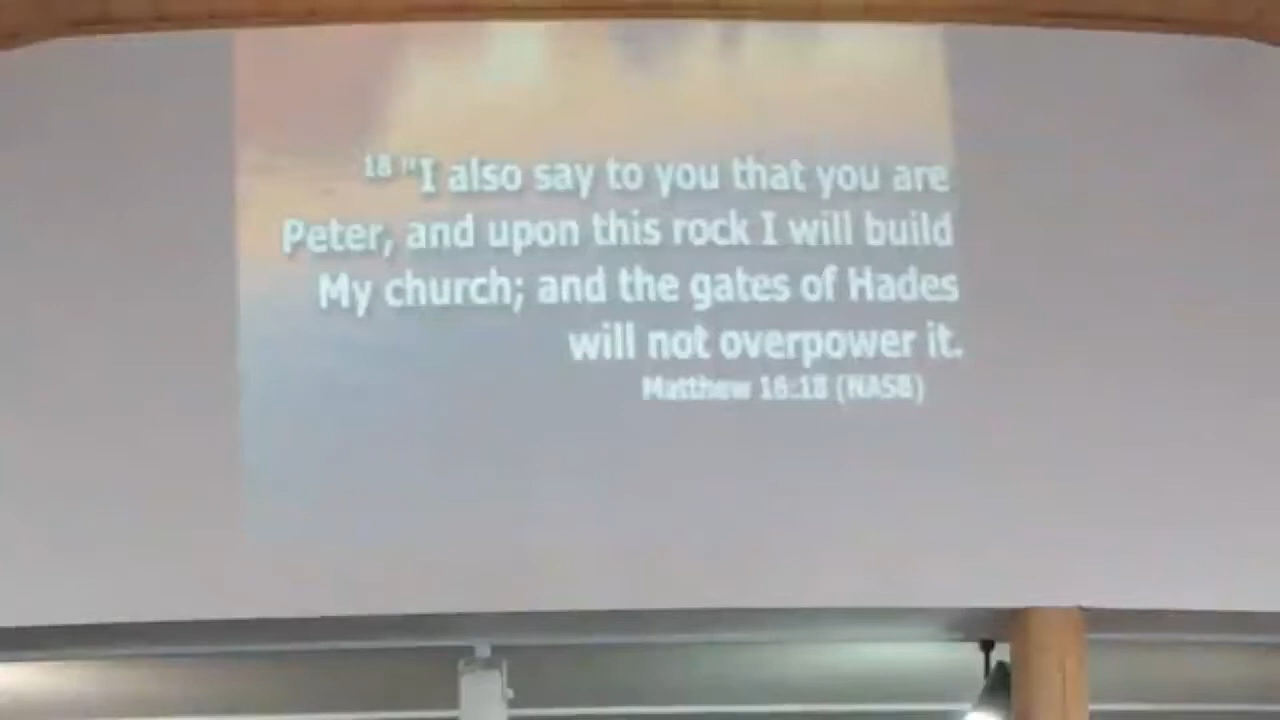 18 "I also say to you that you are
Peter, and upon this rock I will build
My church; and the gates of Hades
will not overpower it.
Matthew 16:18 (NASB)